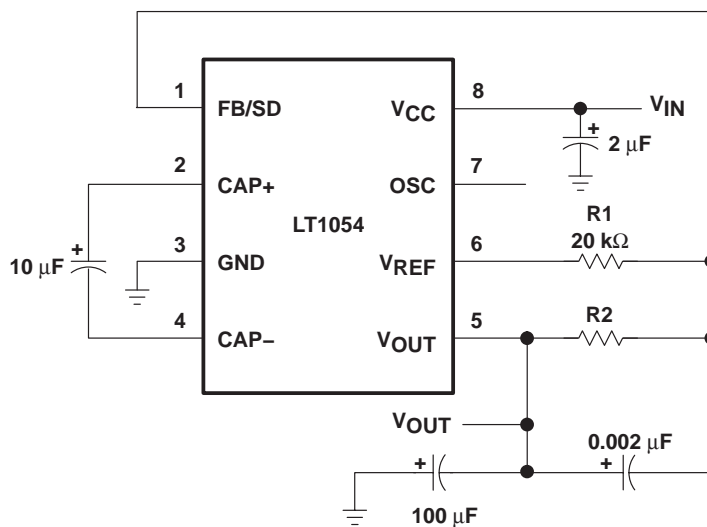 1
FB/SD
VCC
8
VIN
+
2 μF
2
CAP+
OSC
7
LT1054
R1
20 kΩ
+
10 μF
3
GND
VREF
6
4
CAP–
VOUT
5
R2
VOUT
0.002 μF
+
+
100 μF